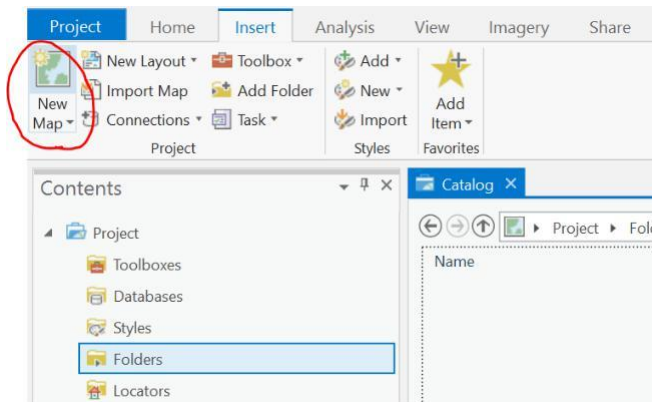 Project Home Insert Analysis View Imagery Share
New Map
New Layout Toolbox Add New Add Item
Import Map Add Folder New
Connections Task Import
Project Styles Favorites
Contents Catalog
Project Project Fol
Toolboxes Name
Databases
Styles
Folders
Locators